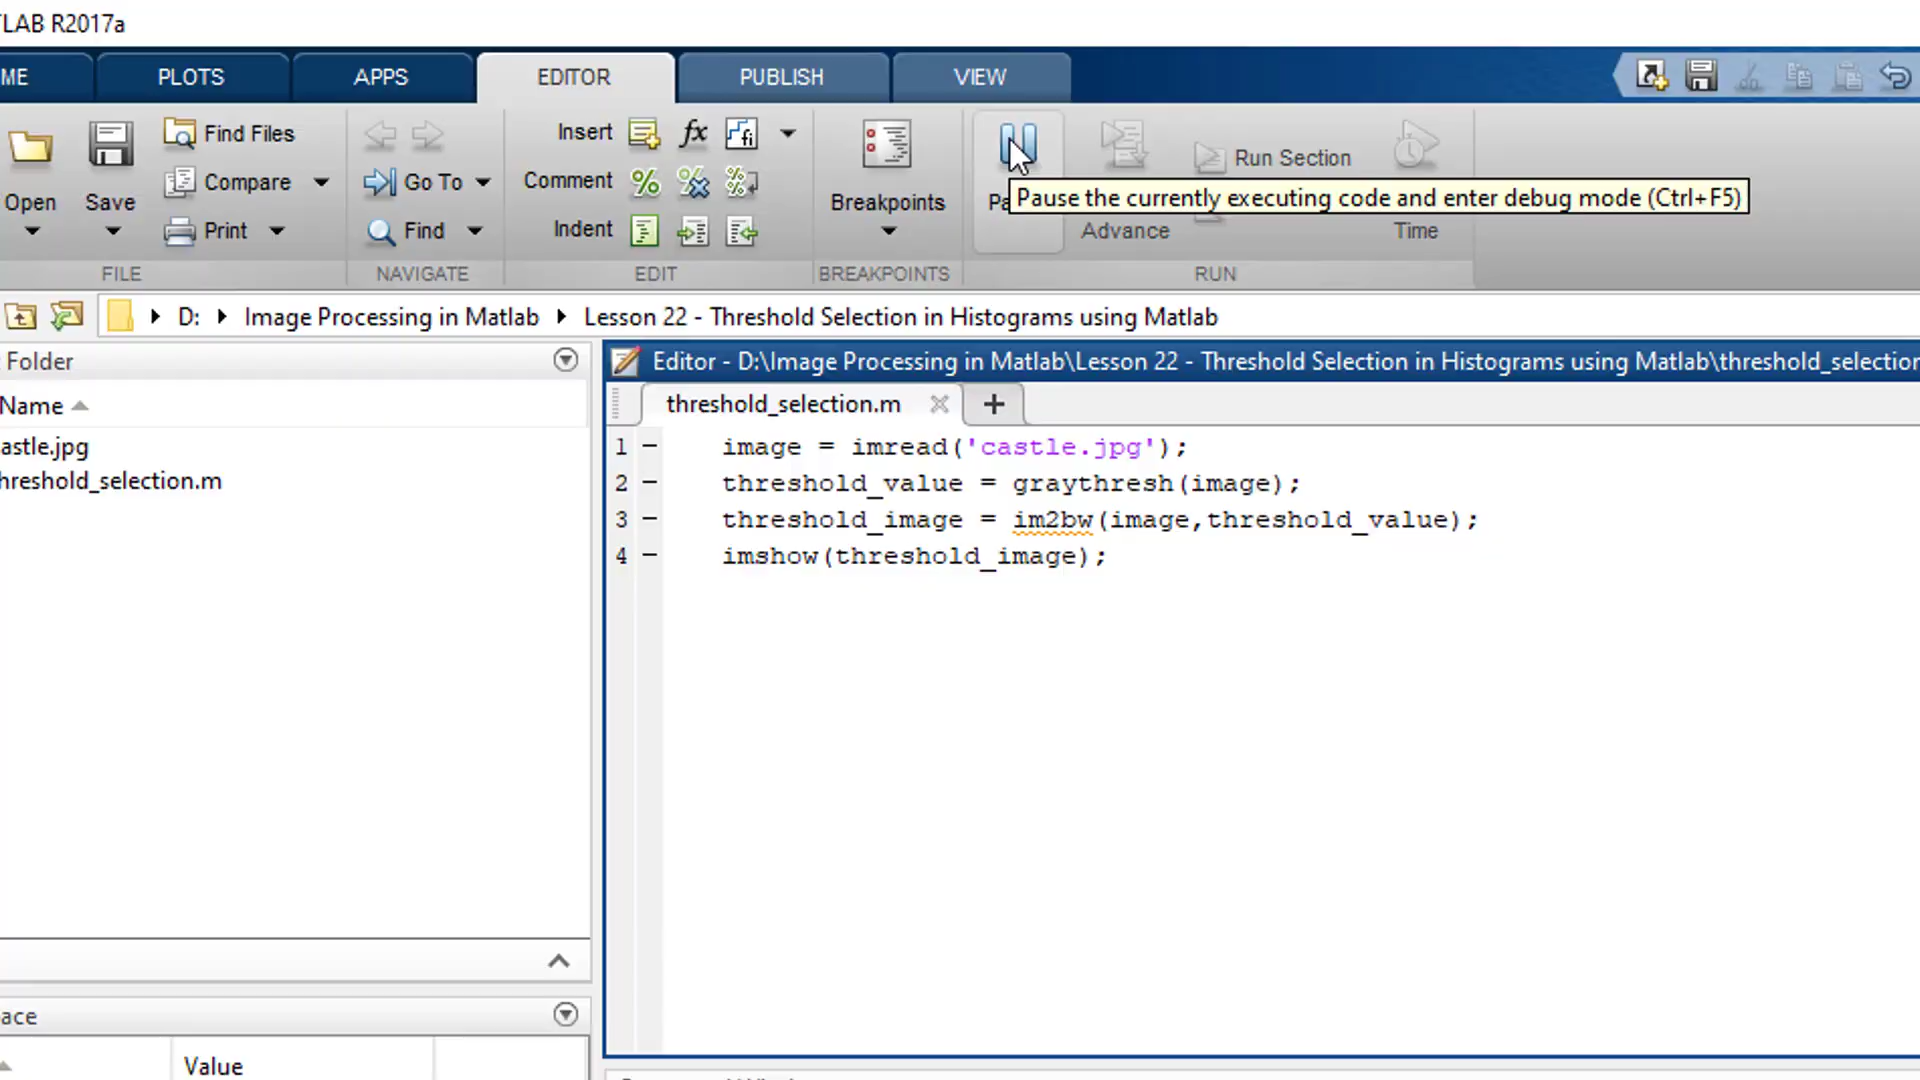 TLAB R2017a
ME PLOTS APPS EDITOR PUBLISH VIEW
Find Files Insert fx fi
Compare Go To Comment % Run Section
Open Save Print Find Indent Breakpoints Pa Advance Time
Pause the currently executing code and enter debug mode (Ctrl+F5)
FILE NAVIGATE EDIT BREAKPOINTS RUN
D: Image Processing in Matlab Lesson 22 - Threshold Selection in Histograms using Matlab
Folder
Editor - D:\Image Processing in Matlab\Lesson 22 - Threshold Selection in Histograms using Matlab\threshold_selection
Name
threshold_selection.m +
astle.jpg
hreshold_selection.m
1 - image = imread('castle.jpg');
2 - threshold_value = graythresh(image);
3 - threshold_image = im2bw(image,threshold_value);
4 - imshow(threshold_image);
ace
Value